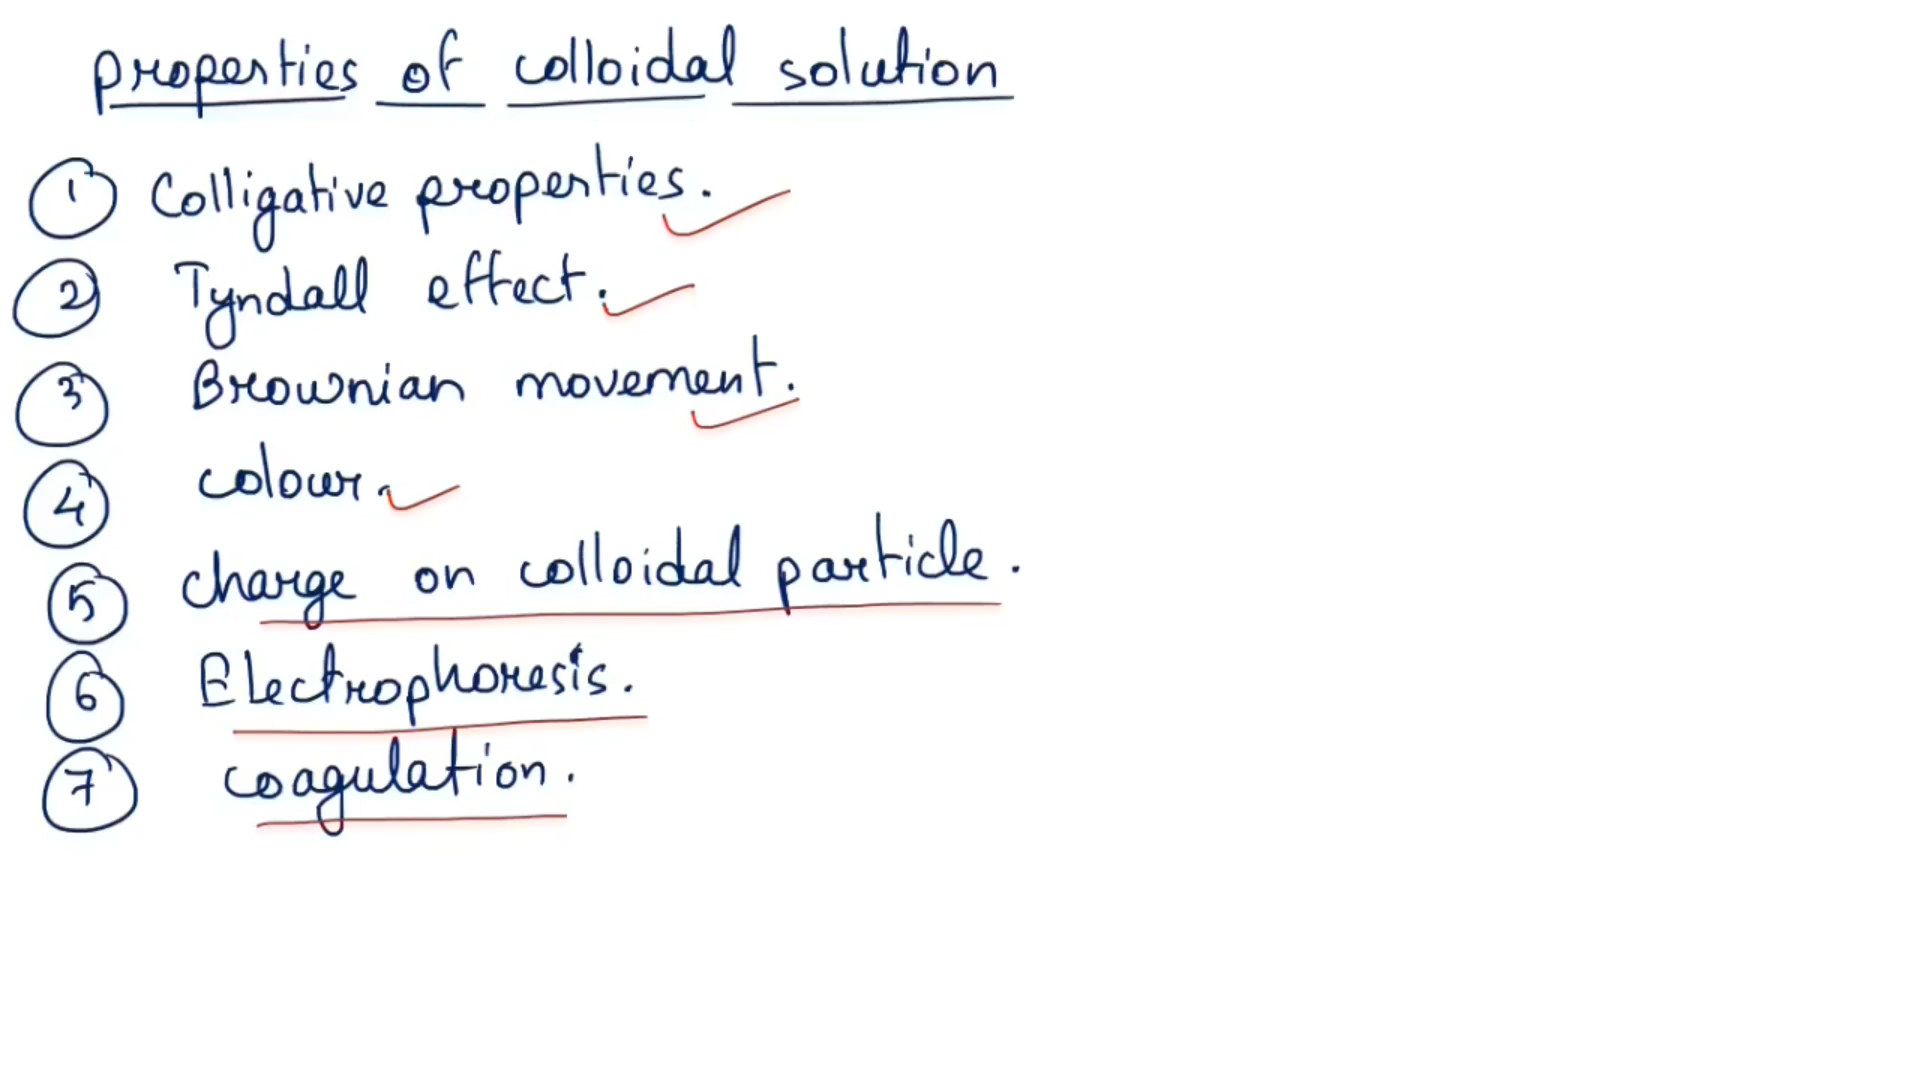 properties of colloidal solution
1 Colligative properties.
2 Tyndall effect.
3 Brownian movement.
4 colour.
5 charge on colloidal particle.
6 Electrophoresis.
7 coagulation.